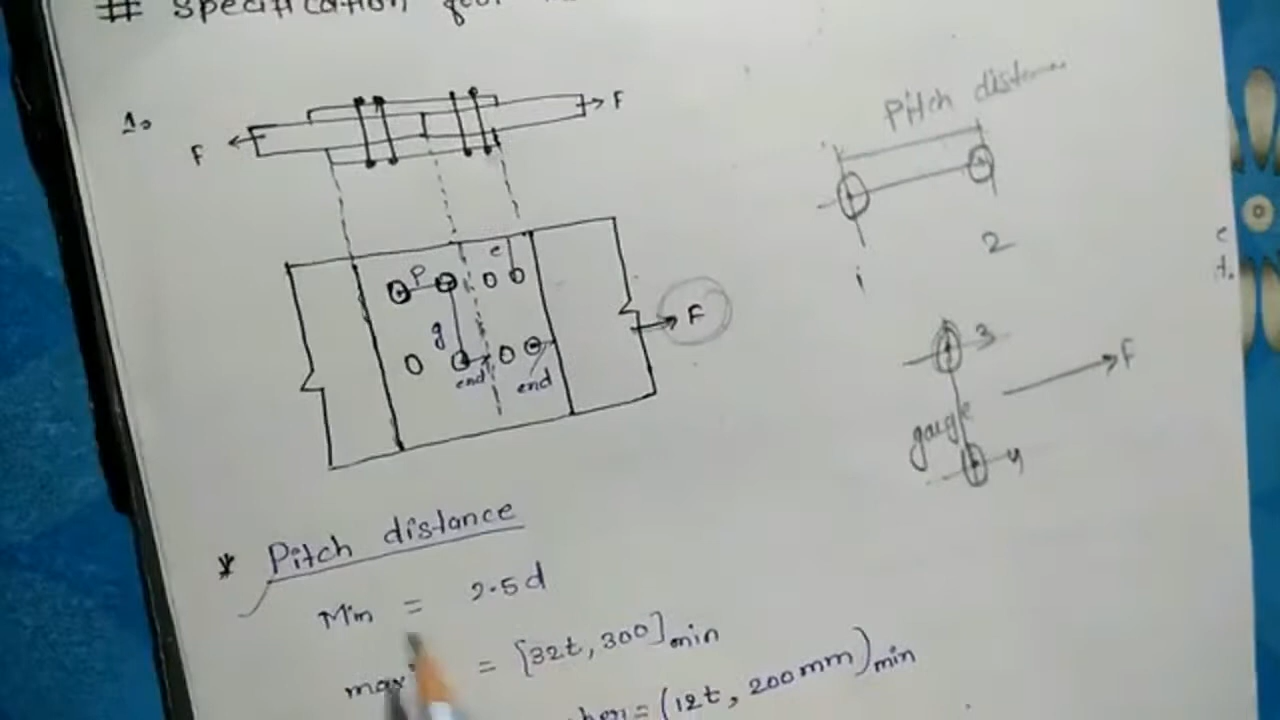 # Specification for
1.
F
F
Pitch distance
1
2
P
e
g
end
end
F
3
F
gauge
4
* Pitch distance
Min = 2.5d
max = [32t, 300]min
= (12t, 200mm)min